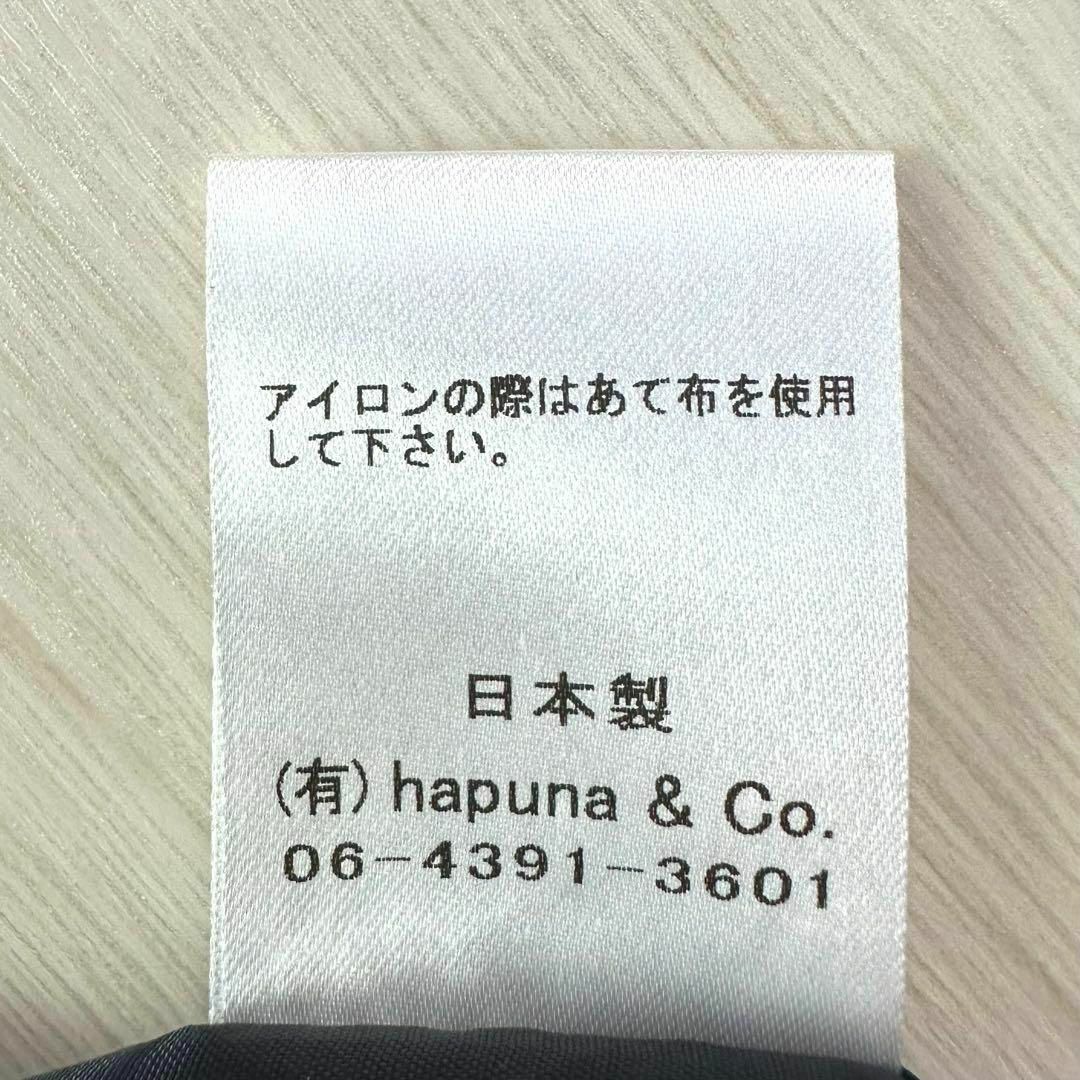 アイロンの際はあて布を使用
して下さい。
日本製
(有) hapuna & Co.
06-4391-3601